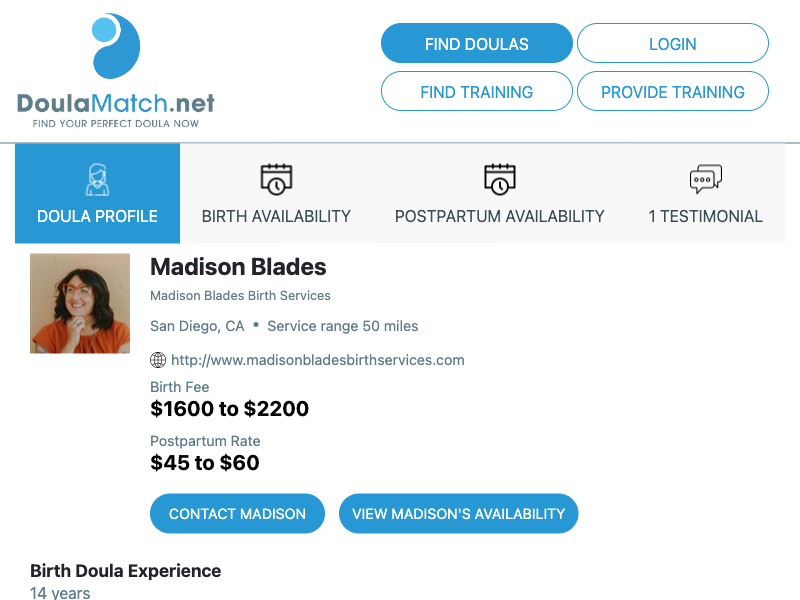 DoulaMatch.net
FIND YOUR PERFECT DOULA NOW
FIND DOULAS
LOGIN
FIND TRAINING
PROVIDE TRAINING
DOULA PROFILE
BIRTH AVAILABILITY
POSTPARTUM AVAILABILITY
1 TESTIMONIAL
Madison Blades
Madison Blades Birth Services
San Diego, CA • Service range 50 miles
http://www.madisonbladesbirthservices.com
Birth Fee
$1600 to $2200
Postpartum Rate
$45 to $60
CONTACT MADISON
VIEW MADISON'S AVAILABILITY
Birth Doula Experience
14 years